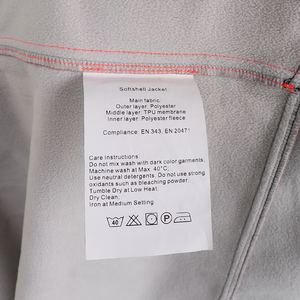 Softshell Jacket
Main fabric:
Outer layer: Polyester
Middle layer: TPU membrane
Inner layer: Polyester fleece
Compliance: EN 343, EN 20471
Care Instructions
Do not mix wash with dark color garments.
Machine wash at Max. 40°C;
Use neutral detergents. Do not use strong
oxidants such as bleaching powder;
Tumble Dry at Low Heat;
Dry Clean;
Iron at Medium Setting
40